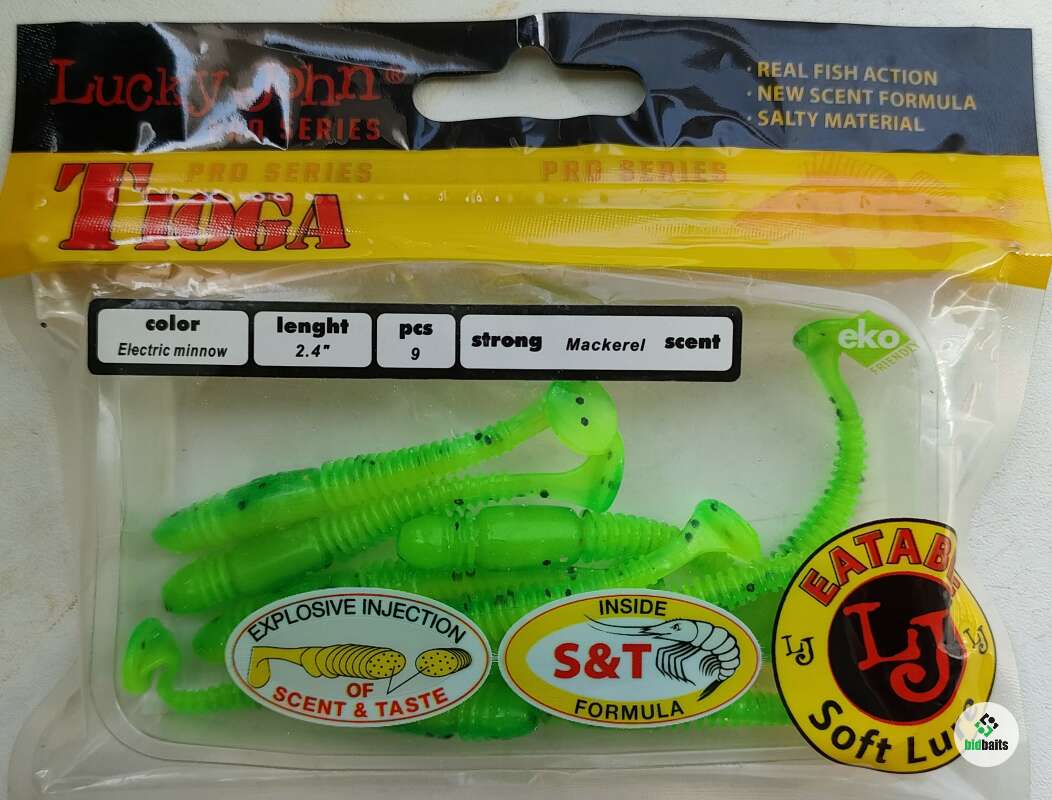 Lucky John®
PRO SERIES
· REAL FISH ACTION
· NEW SCENT FORMULA
· SALTY MATERIAL
PRO SERIES
PRO SERIES
TIOGA
color
Electric minnow
lenght
2.4"
pcs
9
strong Mackerel scent
eko
FRIENDLY
EXPLOSIVE INJECTION
OF
SCENT & TASTE
INSIDE
S&T
FORMULA
EATABL
LJ
LJ
LJ
Soft Lur
bidbaits